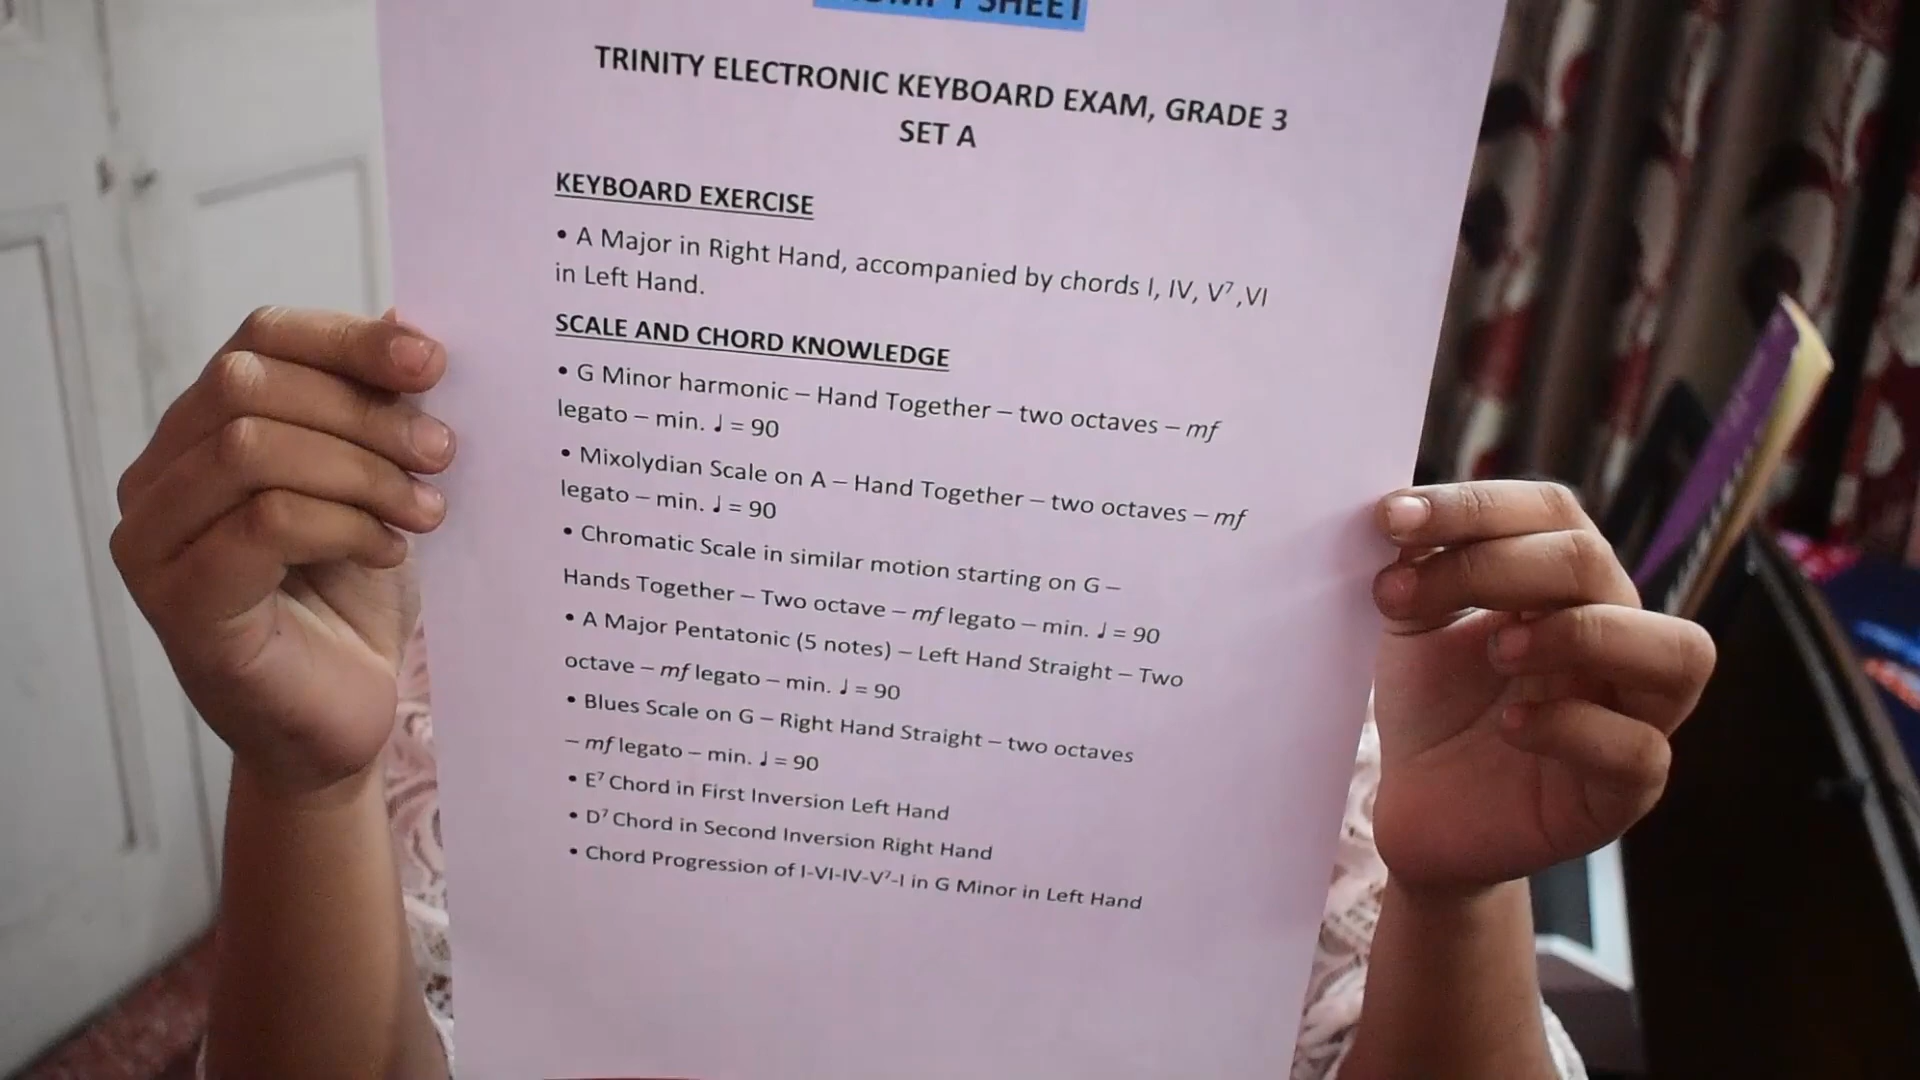 SHEET
TRINITY ELECTRONIC KEYBOARD EXAM, GRADE 3
SET A
KEYBOARD EXERCISE
• A Major in Right Hand, accompanied by chords I, IV, V⁷,VI
in Left Hand.
SCALE AND CHORD KNOWLEDGE
• G Minor harmonic – Hand Together – two octaves – mf
legato – min. ♩ = 90
• Mixolydian Scale on A – Hand Together – two octaves – mf
legato – min. ♩ = 90
• Chromatic Scale in similar motion starting on G –
Hands Together – Two octave – mf legato – min. ♩ = 90
• A Major Pentatonic (5 notes) – Left Hand Straight – Two
octave – mf legato – min. ♩ = 90
• Blues Scale on G – Right Hand Straight – two octaves
– mf legato – min. ♩ = 90
• E⁷ Chord in First Inversion Left Hand
• D⁷ Chord in Second Inversion Right Hand
• Chord Progression of I-VI-IV-V⁷-I in G Minor in Left Hand